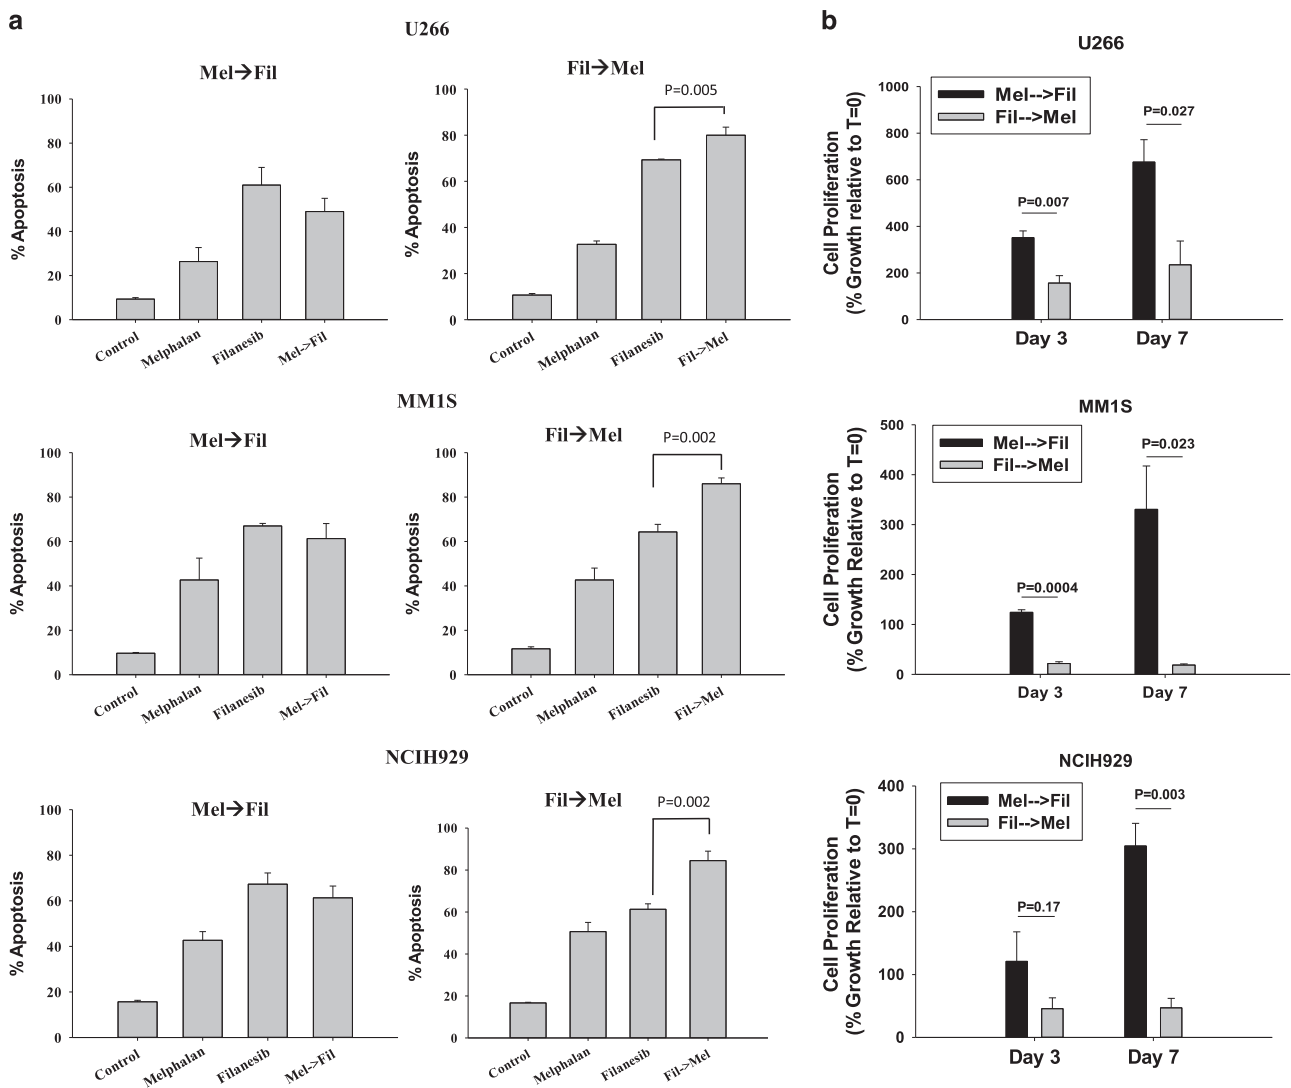 a
U266
Mel→Fil
% Apoptosis
100
80
60
40
20
0
Control
Melphalan
Filanesib
Mel->Fil
Fil→Mel
P=0.005
% Apoptosis
100
80
60
40
20
0
Control
Melphalan
Filanesib
Fil->Mel
MM1S
Mel→Fil
% Apoptosis
100
80
60
40
20
0
Control
Melphalan
Filanesib
Mel->Fil
Fil→Mel
P=0.002
% Apoptosis
100
80
60
40
20
0
Control
Melphalan
Filanesib
Fil->Mel
NCIH929
Mel→Fil
% Apoptosis
100
80
60
40
20
0
Control
Melphalan
Filanesib
Mel->Fil
Fil→Mel
P=0.002
% Apoptosis
100
80
60
40
20
0
Control
Melphalan
Filanesib
Fil->Mel
b
U266
Cell Proliferation
(% Growth relative to T=0)
1000
800
600
400
200
0
Mel-->Fil
Fil-->Mel
P=0.007
P=0.027
Day 3
Day 7
MM1S
Cell Proliferation
(% Growth Relative to T=0)
500
400
300
200
100
0
Mel-->Fil
Fil-->Mel
P=0.0004
P=0.023
Day 3
Day 7
NCIH929
Cell Proliferation
(% Growth Relative to T=0)
400
300
200
100
0
Mel-->Fil
Fil-->Mel
P=0.17
P=0.003
Day 3
Day 7